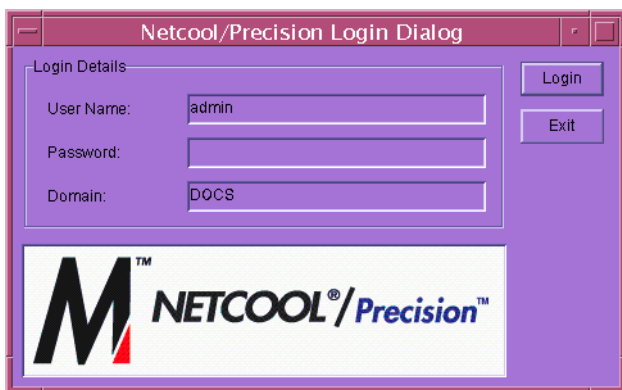 Netcool/Precision Login Dialog
Login Details
User Name: admin
Password:
Domain: DOCS
Login
Exit
M™ NETCOOL®/Precision™